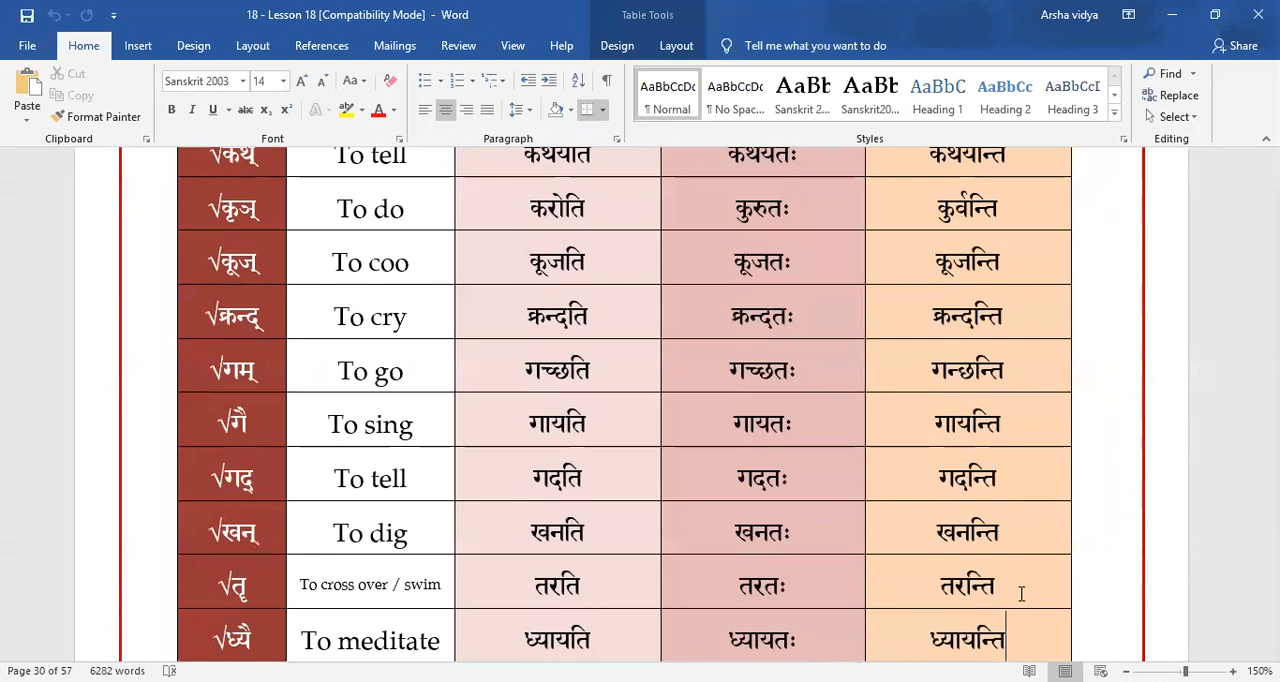 18 - Lesson 18 [Compatibility Mode] - Word
Table Tools
Arsha vidya
File Home Insert Design Layout References Mailings Review View Help Design Layout Tell me what you want to do Share
Paste Cut Copy Format Painter
Sanskrit 2003 14
B I U abc X₂ X²
AaBbCcDc AaBbCcDc AaBb AaBb AaBbC AaBbCc AaBbCcI
¶ Normal ¶ No Spac... Sanskrit 2... Sanskrit20... Heading 1 Heading 2 Heading 3
Find Replace Select
Clipboard Font Paragraph Styles Editing
√कथ् To tell कथयति कथयतः कथयन्ति
√कृञ् To do करोति कुरुतः कुर्वन्ति
√कूज् To coo कूजति कूजतः कूजन्ति
√क्रन्द् To cry क्रन्दति क्रन्दतः क्रन्दन्ति
√गम् To go गच्छति गच्छतः गन्छन्ति
√गै To sing गायति गायतः गायन्ति
√गद् To tell गदति गदतः गदन्ति
√खन् To dig खनति खनतः खनन्ति
√तॄ To cross over / swim तरति तरतः तरन्ति
√ध्यै To meditate ध्यायति ध्यायतः ध्यायन्ति
Page 30 of 57 6282 words 150%